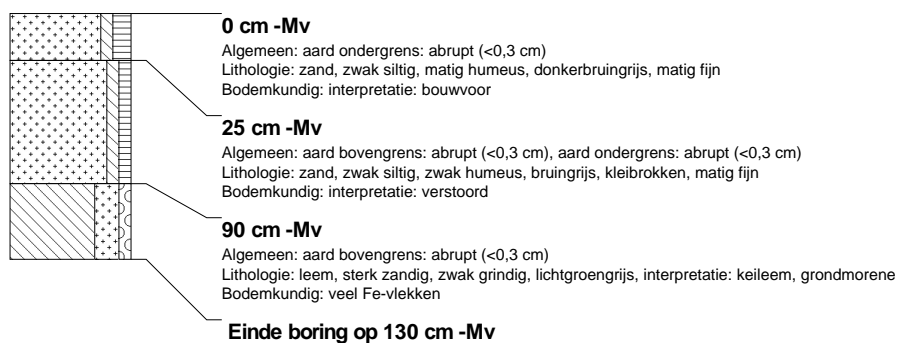 0 cm -Mv
Algemeen: aard ondergrens: abrupt (<0,3 cm)
Lithologie: zand, zwak siltig, matig humeus, donkerbruingrijs, matig fijn
Bodemkundig: interpretatie: bouwvoor
25 cm -Mv
Algemeen: aard bovengrens: abrupt (<0,3 cm), aard ondergrens: abrupt (<0,3 cm)
Lithologie: zand, zwak siltig, zwak humeus, bruingrijs, kleibrokken, matig fijn
Bodemkundig: interpretatie: verstoord
90 cm -Mv
Algemeen: aard bovengrens: abrupt (<0,3 cm)
Lithologie: leem, sterk zandig, zwak grindig, lichtgroengrijs, interpretatie: keileem, grondmorene
Bodemkundig: veel Fe-vlekken
Einde boring op 130 cm -Mv